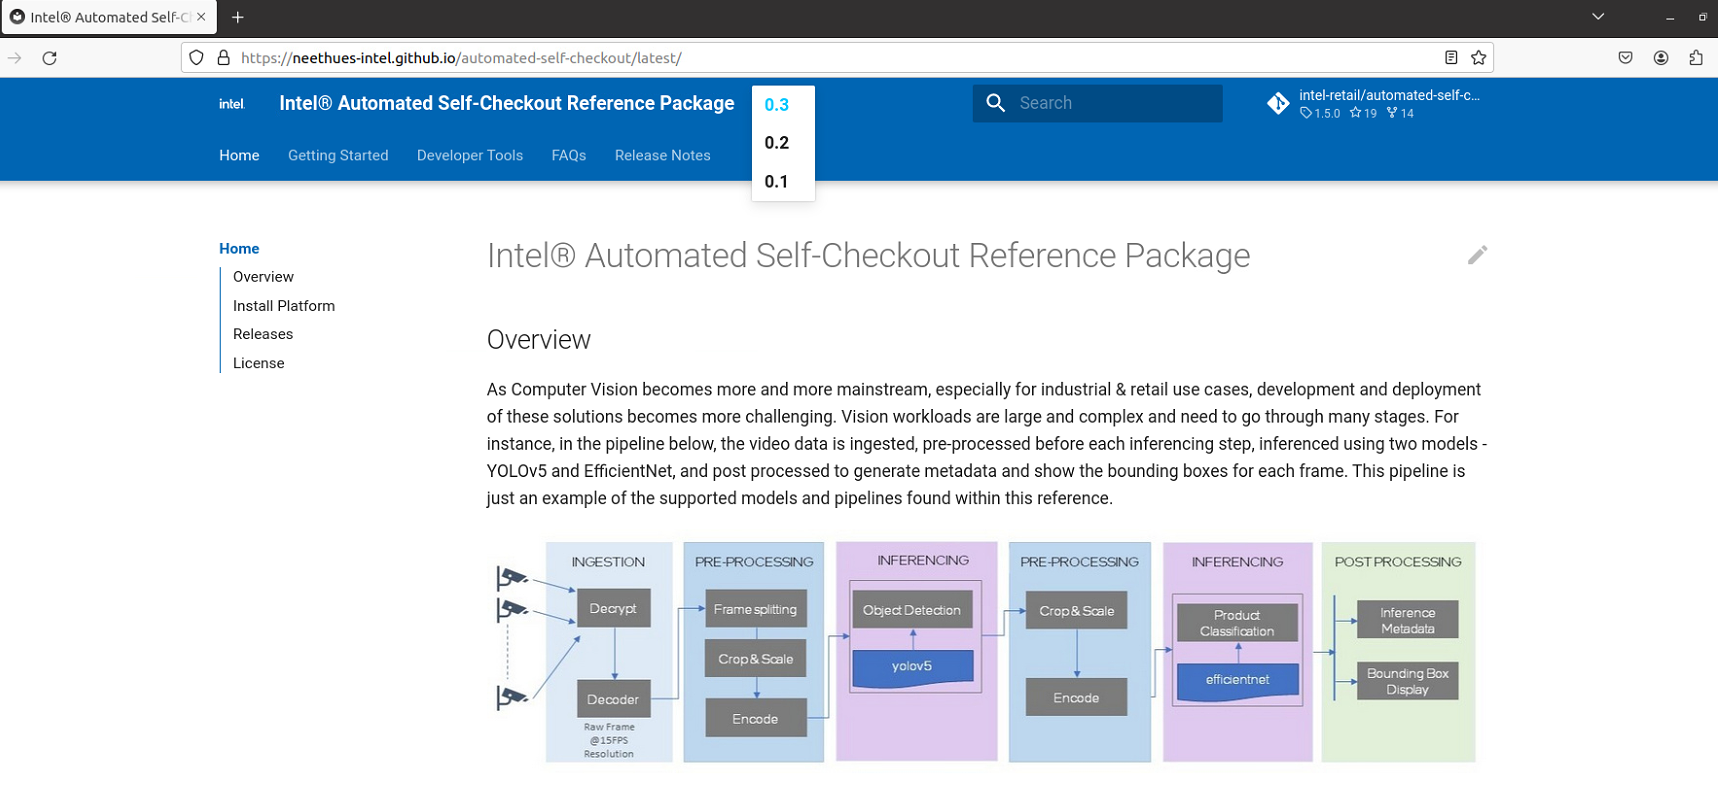 Intel® Automated Self-C
https://neethues-intel.github.io/automated-self-checkout/latest/
intel.
Intel® Automated Self-Checkout Reference Package
0.3
0.2
0.1
Search
intel-retail/automated-self-c...
1.5.0 19 14
Home Getting Started Developer Tools FAQs Release Notes
Home
Overview
Install Platform
Releases
License
Intel® Automated Self-Checkout Reference Package
Overview
As Computer Vision becomes more and more mainstream, especially for industrial & retail use cases, development and deployment
of these solutions becomes more challenging. Vision workloads are large and complex and need to go through many stages. For
instance, in the pipeline below, the video data is ingested, pre-processed before each inferencing step, inferenced using two models -
YOLOv5 and EfficientNet, and post processed to generate metadata and show the bounding boxes for each frame. This pipeline is
just an example of the supported models and pipelines found within this reference.
INGESTION
Decrypt
Decoder
Raw Frame
@15FPS
Resolution
PRE-PROCESSING
Frame splitting
Crop & Scale
Encode
INFERENCING
Object Detection
yolov5
PRE-PROCESSING
Crop & Scale
Encode
INFERENCING
Product
Classification
efficientnet
POST PROCESSING
Inference
Metadata
Bounding Box
Display